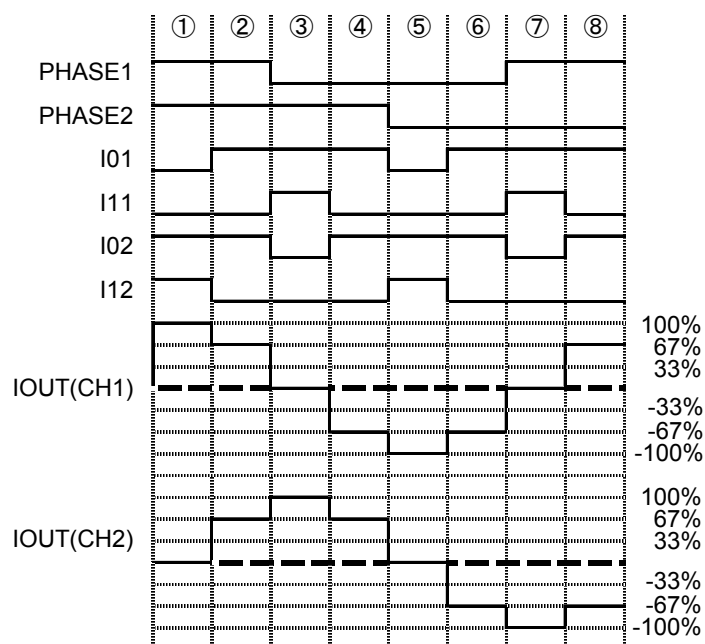 ① ② ③ ④ ⑤ ⑥ ⑦ ⑧
PHASE1
PHASE2
I01
I11
I02
I12
IOUT(CH1)
100%
67%
33%
-33%
-67%
-100%
IOUT(CH2)
100%
67%
33%
-33%
-67%
-100%